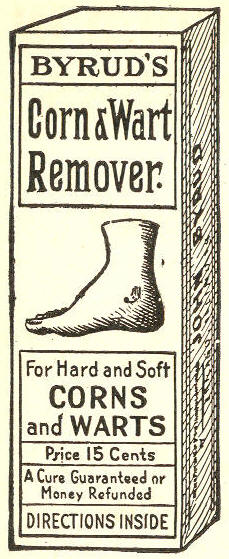 BYRUD'S
Corn & Wart
Remover.
For Hard and Soft
CORNS
and WARTS
Price 15 Cents
A Cure Guaranteed or
Money Refunded
DIRECTIONS INSIDE